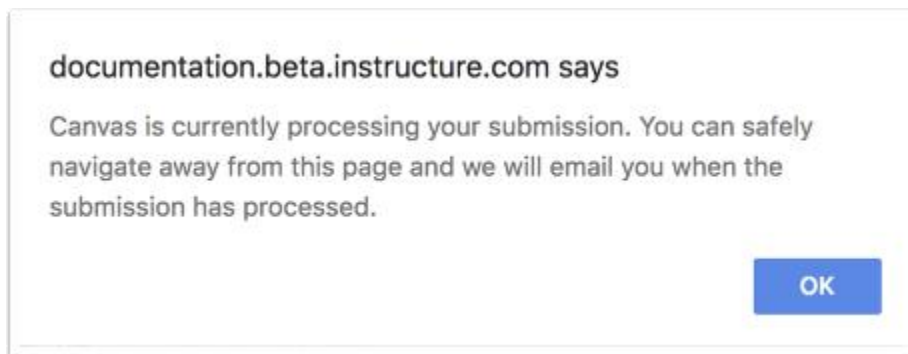 documentation.beta.instructure.com says
Canvas is currently processing your submission. You can safely
navigate away from this page and we will email you when the
submission has processed.
OK